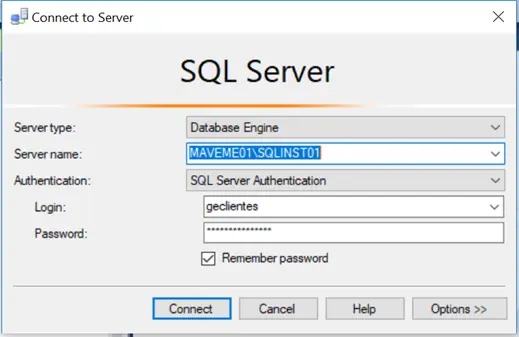 Connect to Server
SQL Server
Server type: Database Engine
Server name: MAVEME01\SQLINST01
Authentication: SQL Server Authentication
Login: geclientes
Password: ***************
Remember password
Connect Cancel Help Options >>